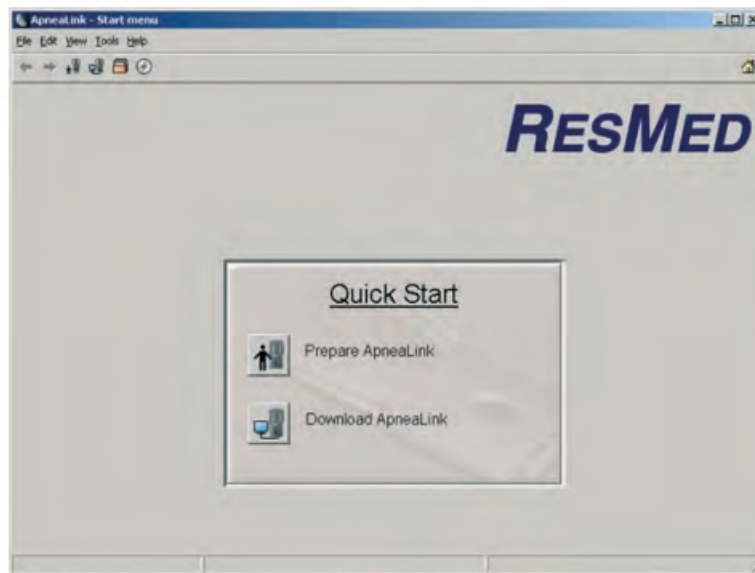 ApneaLink - Start menu
File Edit View Tools Help
RESMED
Quick Start
Prepare ApneaLink
Download ApneaLink